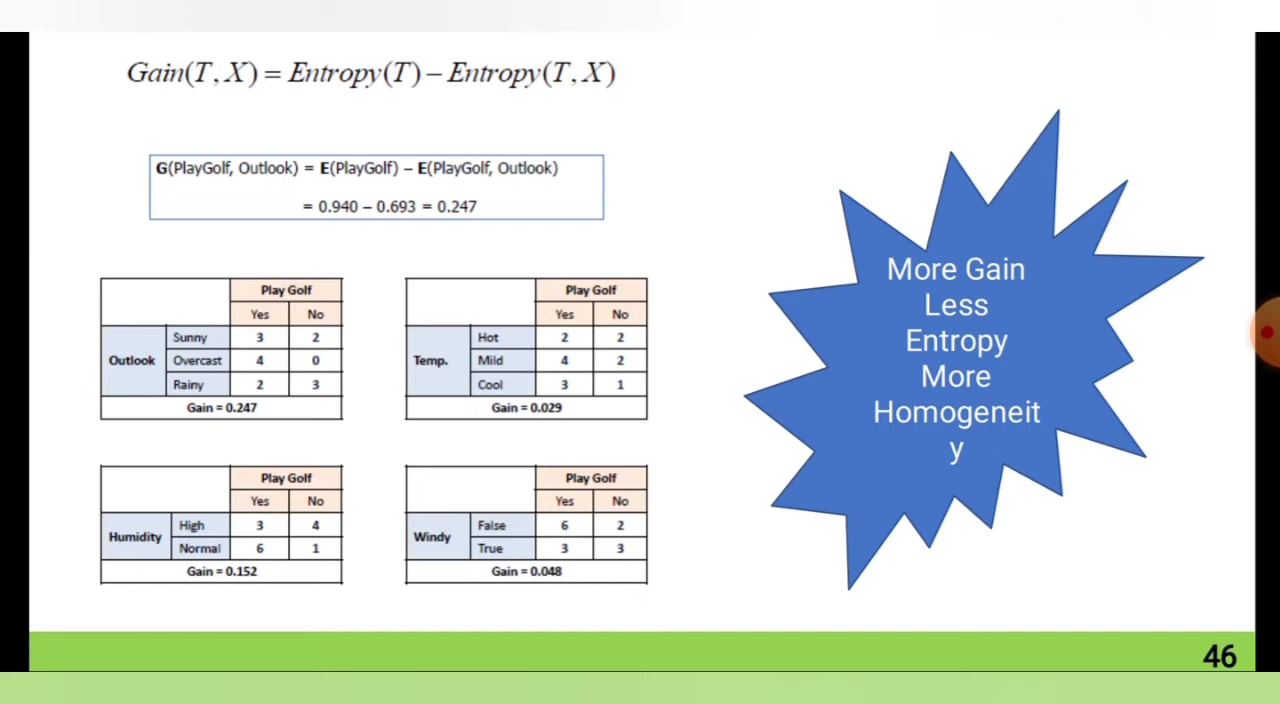 Gain(T, X) = Entropy(T) – Entropy(T, X)
G(PlayGolf, Outlook) = E(PlayGolf) – E(PlayGolf, Outlook)
= 0.940 – 0.693 = 0.247
Play Golf
Yes No
Outlook Sunny 3 2
Overcast 4 0
Rainy 2 3
Gain = 0.247
Play Golf
Yes No
Temp. Hot 2 2
Mild 4 2
Cool 3 1
Gain = 0.029
Play Golf
Yes No
Humidity High 3 4
Normal 6 1
Gain = 0.152
Play Golf
Yes No
Windy False 6 2
True 3 3
Gain = 0.048
More Gain
Less
Entropy
More
Homogeneit
y
46